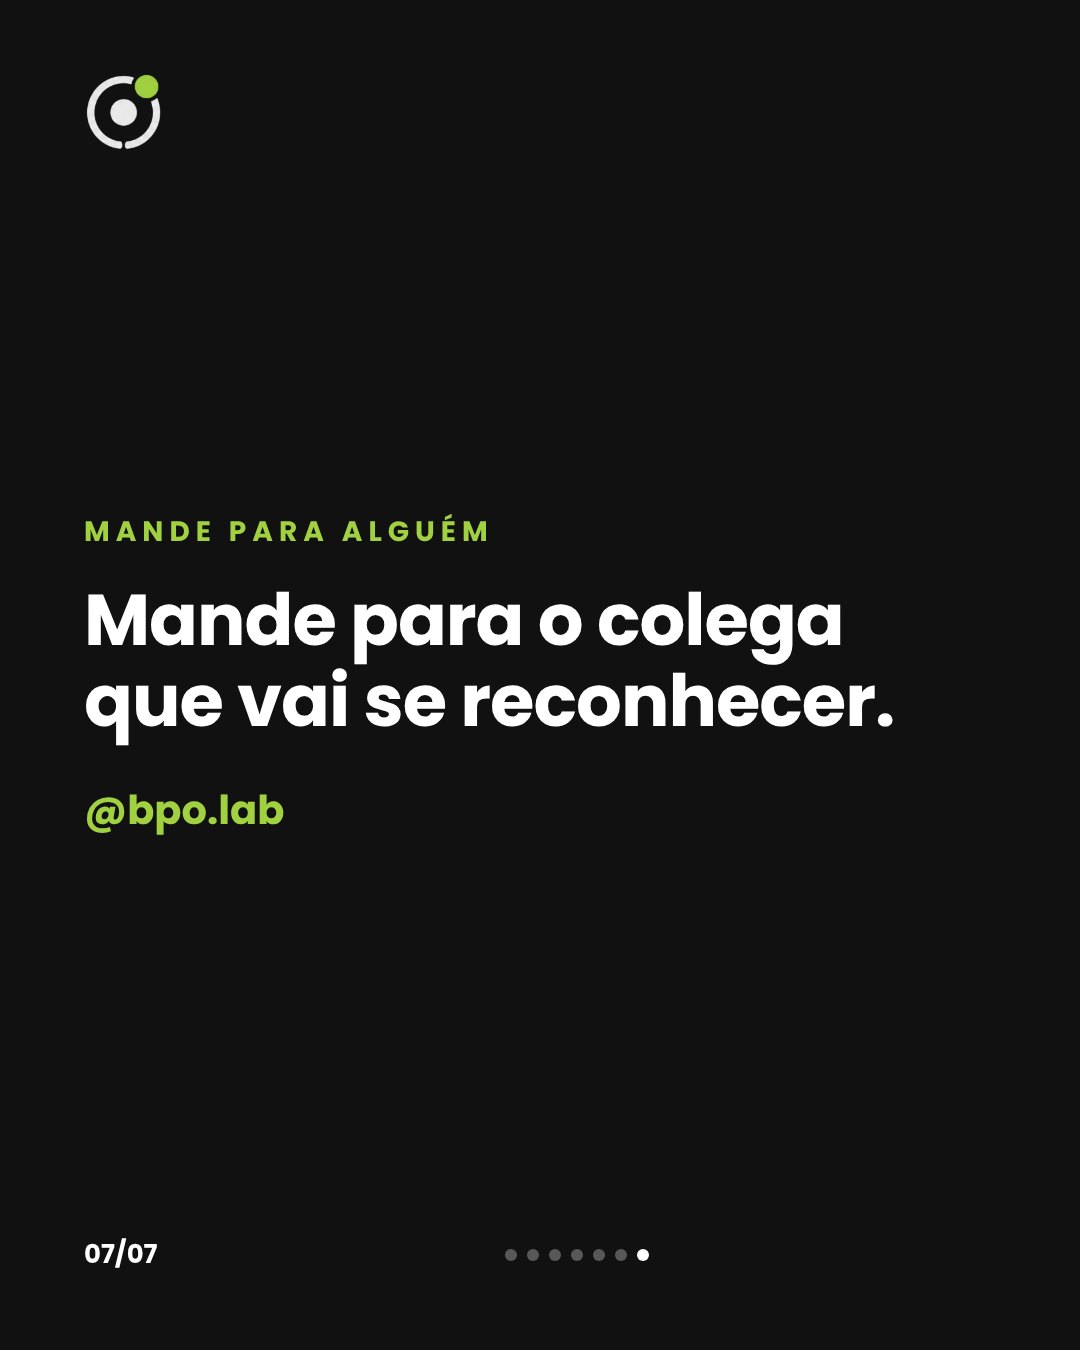 MANDE PARA ALGUÉM
Mande para o colega
que vai se reconhecer.
@bpo.lab
07/07